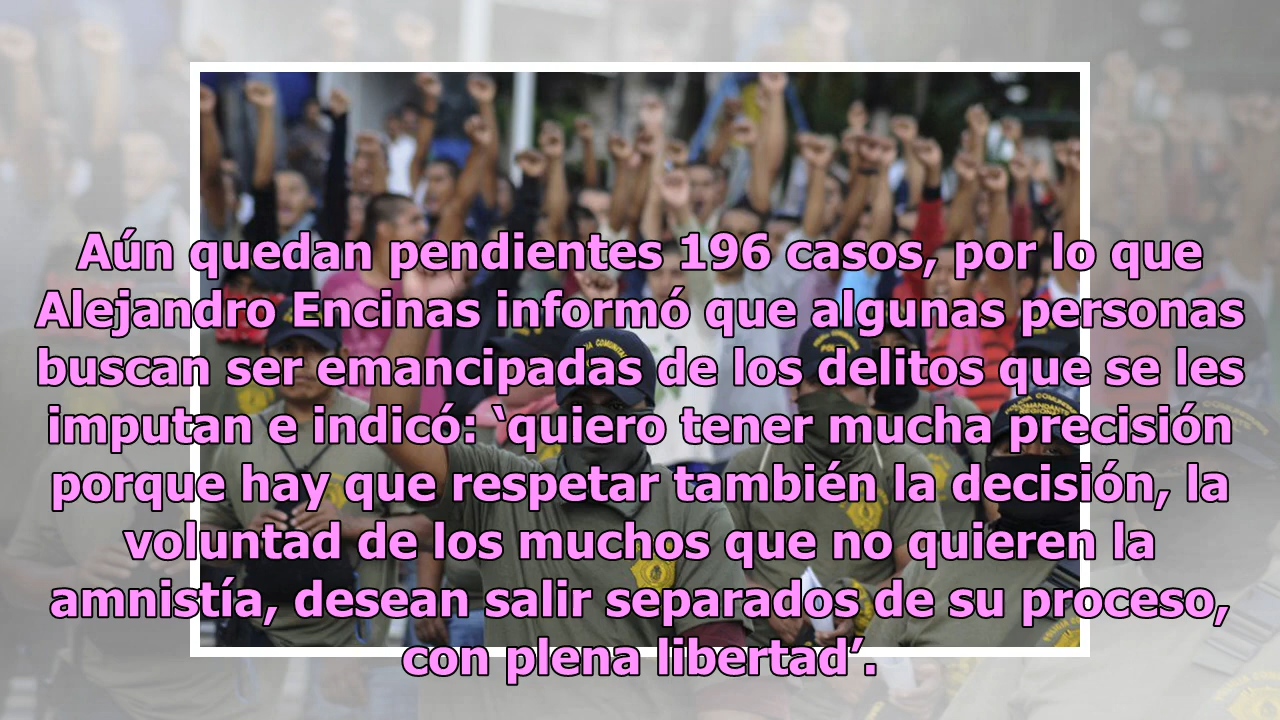 Aún quedan pendientes 196 casos, por lo que
Alejandro Encinas informó que algunas personas
buscan ser emancipadas de los delitos que se les
imputan e indicó: ‘quiero tener mucha precisión
porque hay que respetar también la decisión, la
voluntad de los muchos que no quieren la
amnistía, desean salir separados de su proceso,
con plena libertad’.